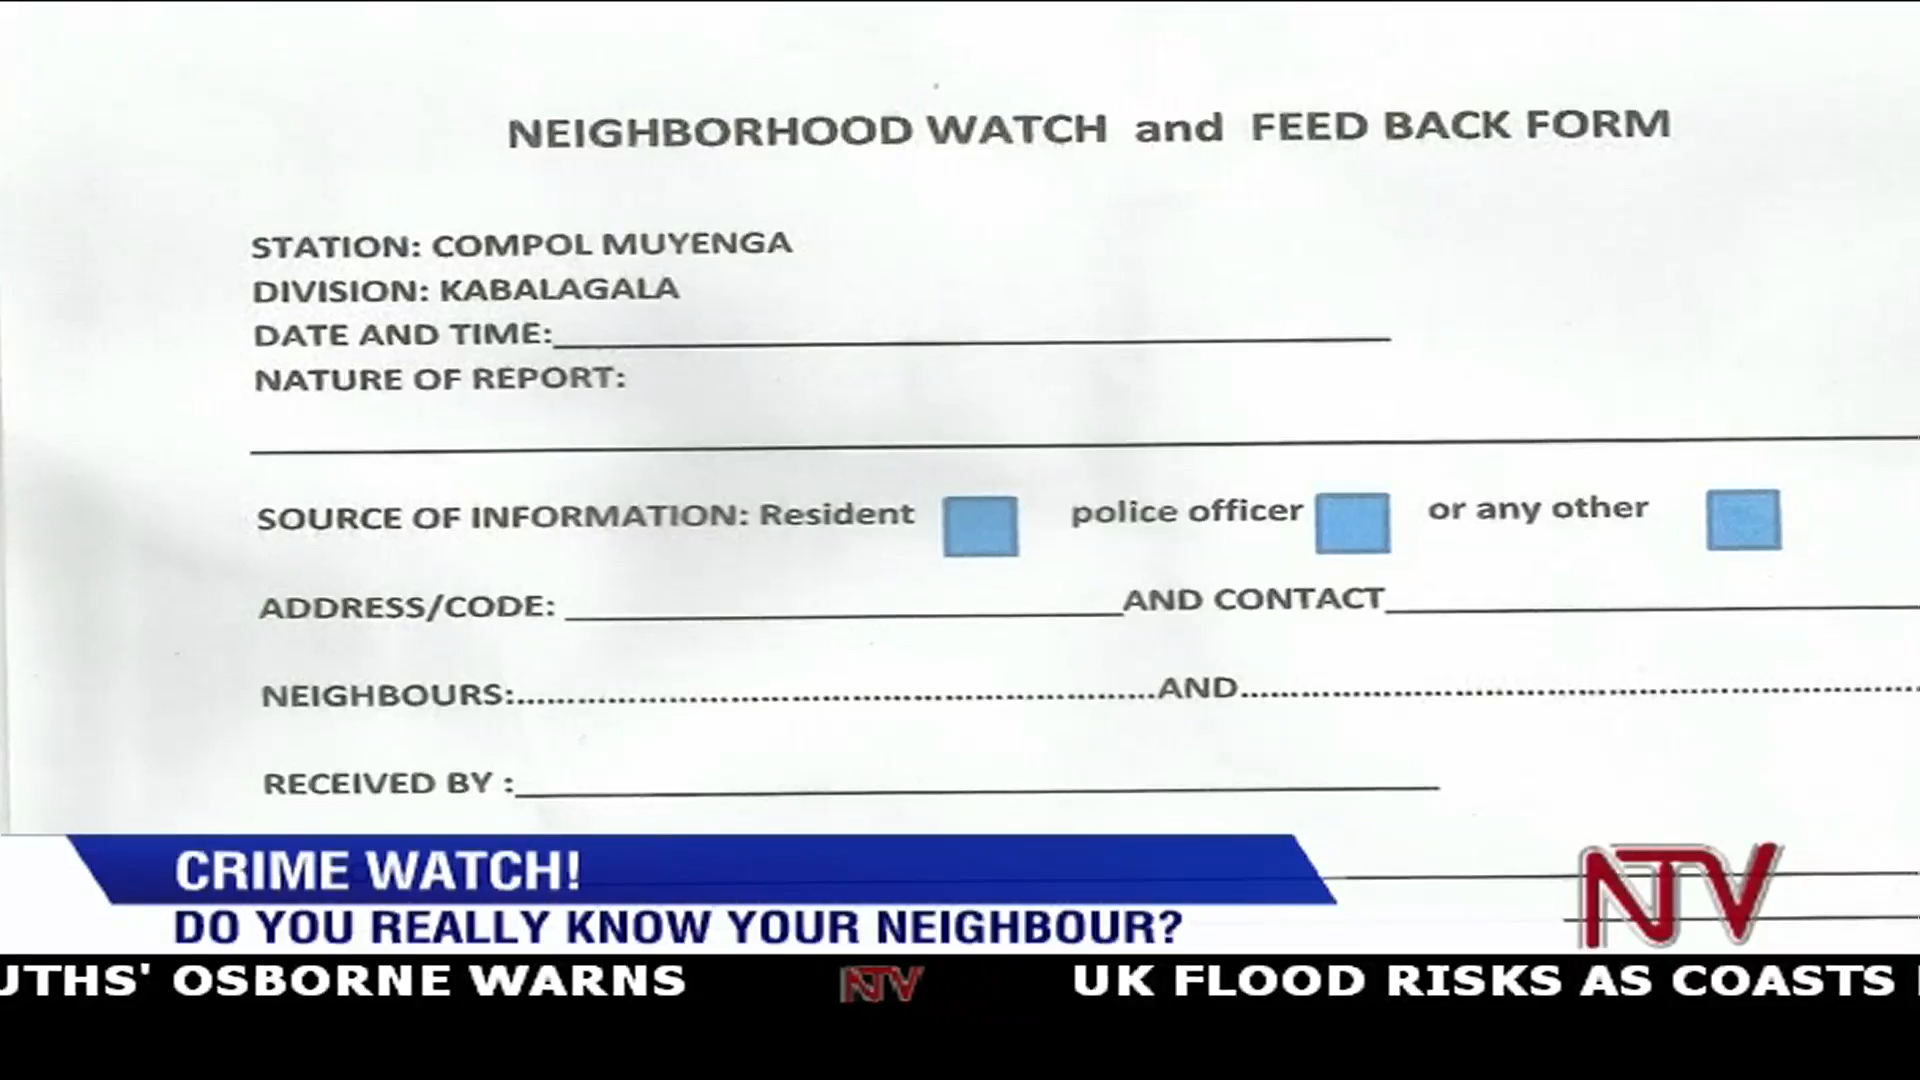 NEIGHBORHOOD WATCH and FEED BACK FORM
STATION: COMPOL MUYENGA
DIVISION: KABALAGALA
DATE AND TIME:
NATURE OF REPORT:
SOURCE OF INFORMATION: Resident police officer or any other
ADDRESS/CODE: AND CONTACT
NEIGHBOURS: AND
RECEIVED BY :
CRIME WATCH!
DO YOU REALLY KNOW YOUR NEIGHBOUR?
NTV
UTHS' OSBORNE WARNS NTV UK FLOOD RISKS AS COASTS